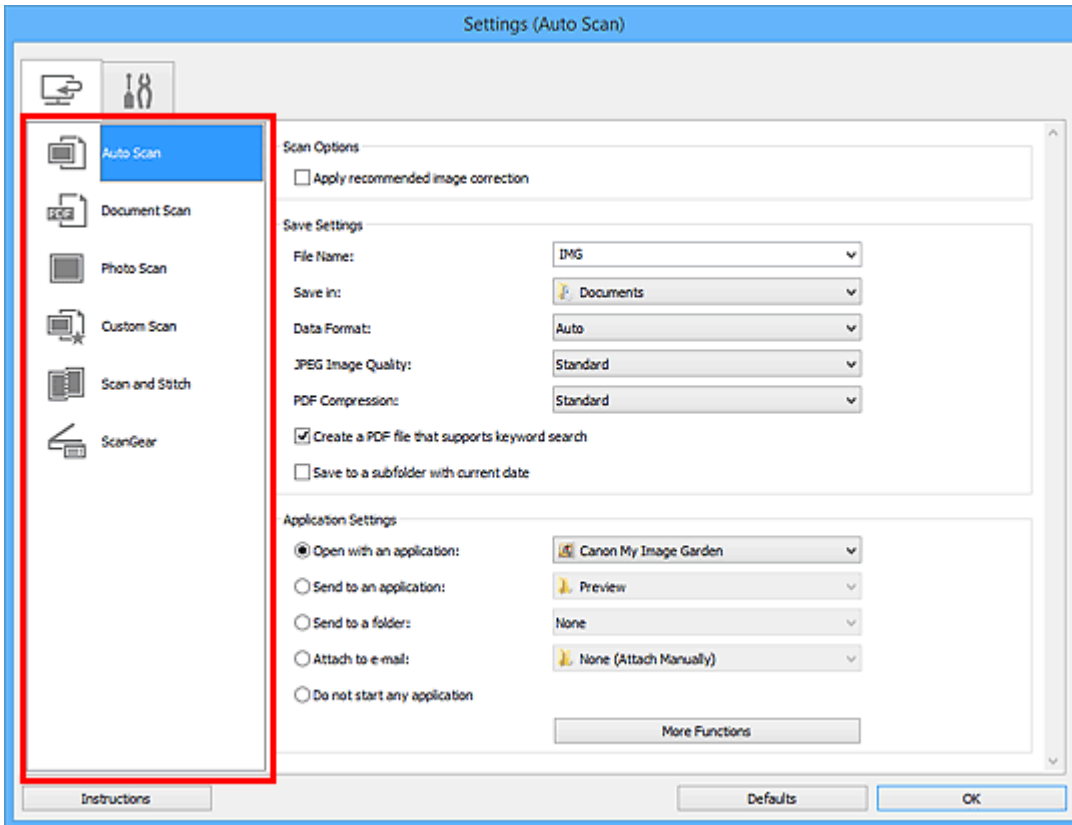 Settings (Auto Scan)
Auto Scan
PDF
Document Scan
Photo Scan
Custom Scan
Scan and Stitch
ScanGear
Scan Options
Apply recommended image correction
Save Settings
File Name: IMG
Save in: Documents
Data Format: Auto
JPEG Image Quality: Standard
PDF Compression: Standard
Create a PDF file that supports keyword search
Save to a subfolder with current date
Application Settings
Open with an application: Canon My Image Garden
Send to an application: Preview
Send to a folder: None
Attach to e-mail: None (Attach Manually)
Do not start any application
More Functions
Instructions Defaults OK